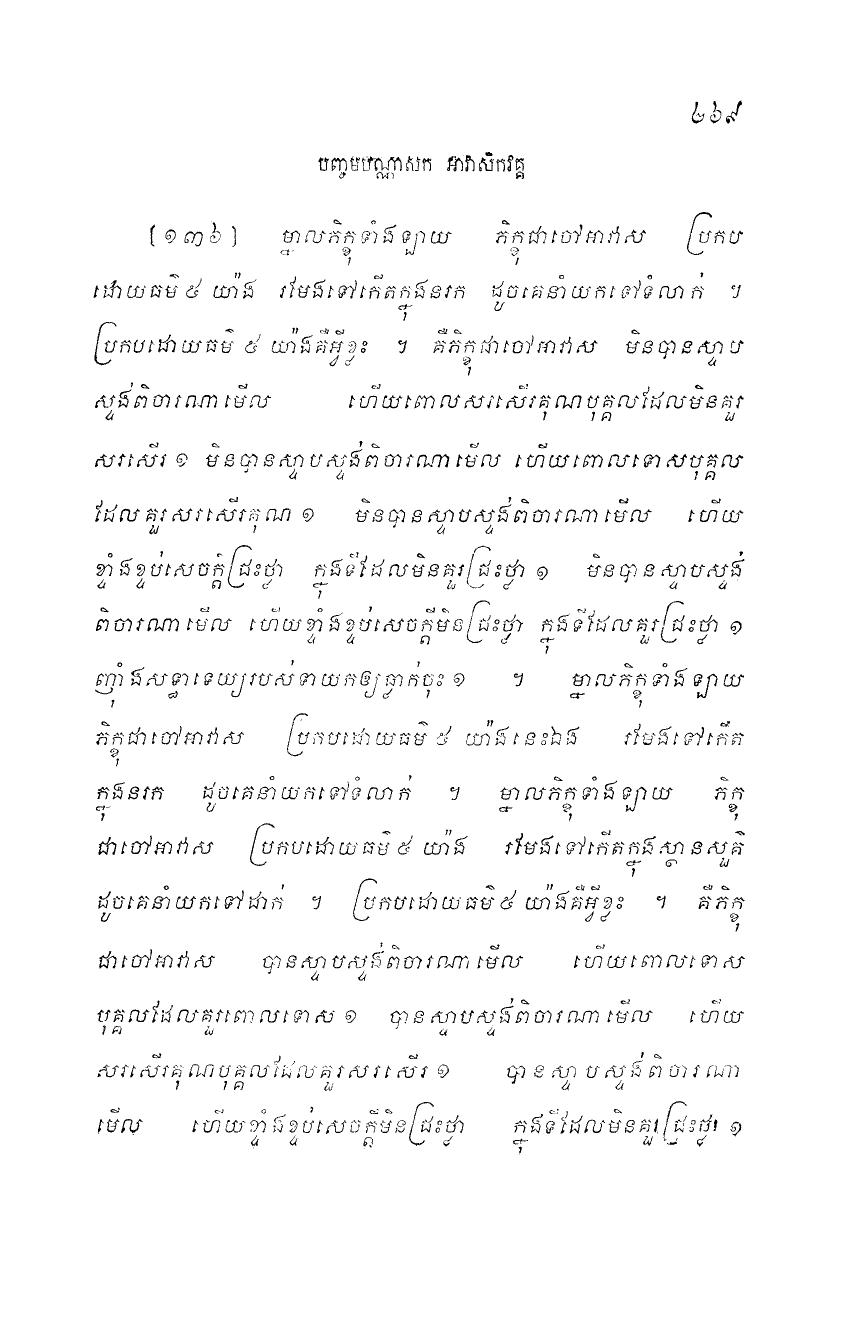 ៤៦៩
បញ្ចមបណ្ណាសក អាវាសិកវគ្គ
[១៣៦] ម្នាលភិក្ខុទាំងឡាយ ភិក្ខុជាចៅអាវាស ប្រកប
ដោយធម៌ ៥ យ៉ាង រមែងទៅកើតក្នុងនរក ដូចគេនាំយកទៅទំលាក់ ។
ប្រកបដោយធម៌ ៥ យ៉ាងគឺអ្វីខ្លះ ។ គឺភិក្ខុជាចៅអាវាស មិនបានស្ទាប
ស្ទង់ពិចារណាមើល ហើយពោលសរសើរគុណបុគ្គលដែលមិនគួរ
សរសើរ ១ មិនបានស្ទាបស្ទង់ពិចារណាមើល ហើយពោលទោសបុគ្គល
ដែលគួរសរសើរគុណ ១ មិនបានស្ទាបស្ទង់ពិចារណាមើល ហើយ
ខ្ទាំងខ្ទប់សេចក្តីជ្រះថ្លា ក្នុងទីដែលមិនគួរជ្រះថ្លា ១ មិនបានស្ទាបស្ទង់
ពិចារណាមើល ហើយខ្ទាំងខ្ទប់សេចក្តីមិនជ្រះថ្លា ក្នុងទីដែលគួរជ្រះថ្លា ១
ញ៉ាំងសទ្ធាទេយ្យរបស់ទាយកឲ្យធ្លាក់ចុះ ១ ។ ម្នាលភិក្ខុទាំងឡាយ
ភិក្ខុជាចៅអាវាស ប្រកបដោយធម៌ ៥ យ៉ាងនេះឯង រមែងទៅកើត
ក្នុងនរក ដូចគេនាំយកទៅទំលាក់ ។ ម្នាលភិក្ខុទាំងឡាយ ភិក្ខុ
ជាចៅអាវាស ប្រកបដោយធម៌ ៥ យ៉ាង រមែងទៅកើតក្នុងស្ថានសួគ៌
ដូចគេនាំយកទៅដាក់ ។ ប្រកបដោយធម៌ ៥ យ៉ាងគឺអ្វីខ្លះ ។ គឺភិក្ខុ
ជាចៅអាវាស បានស្ទាបស្ទង់ពិចារណាមើល ហើយពោលទោស
បុគ្គលដែលគួរពោលទោស ១ បានស្ទាបស្ទង់ពិចារណាមើល ហើយ
សរសើរគុណបុគ្គលដែលគួរសរសើរ ១ បានស្ទាបស្ទង់ពិចារណា
មើល ហើយខ្ទាំងខ្ទប់សេចក្តីមិនជ្រះថ្លា ក្នុងទីដែលមិនគួរជ្រះថ្លា ១